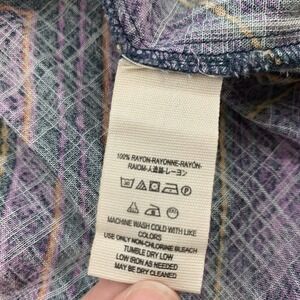 100% RAYON-RAYONNE-RAYÓN-
RAIOM-人造絲-レーヨン
MACHINE WASH COLD WITH LIKE
COLORS
USE ONLY NON-CHLORINE BLEACH
TUMBLE DRY LOW
LOW IRON AS NEEDED
MAY BE DRY CLEANED